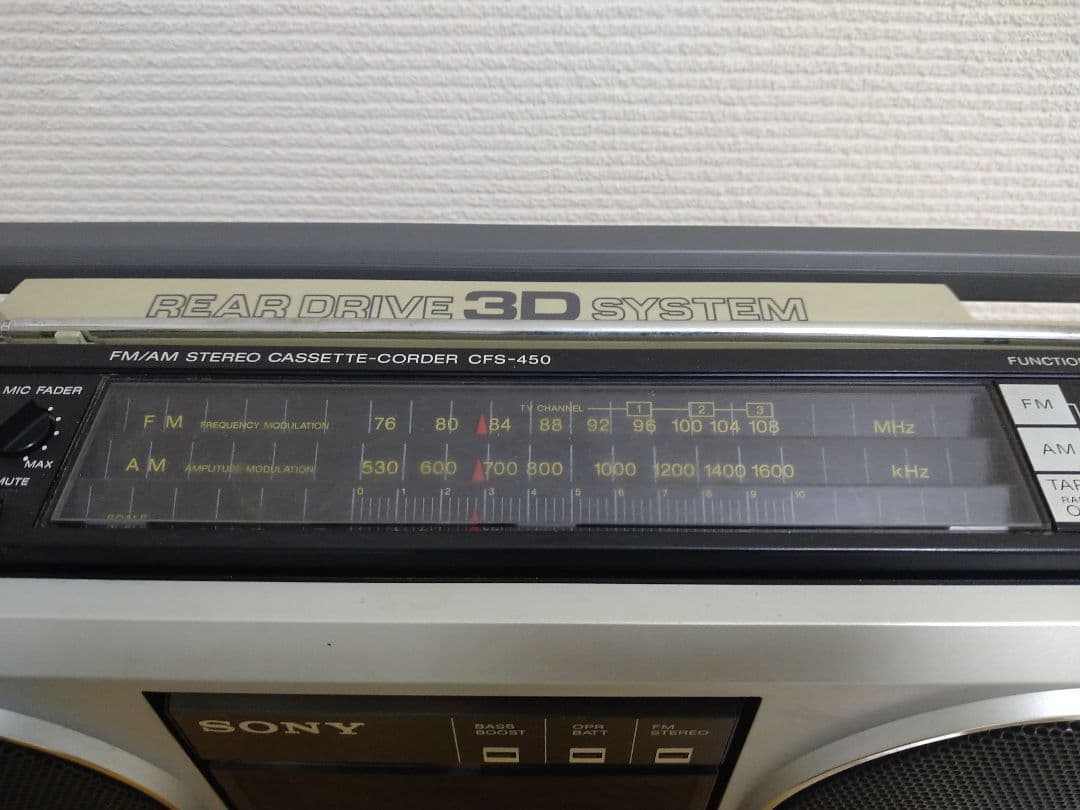 REAR DRIVE 3D SYSTEM
FM/AM STEREO CASSETTE-CORDER CFS-450
FUNCTION
MIC FADER
MAX
MUTE
TV CHANNEL 1 2 3
FM FREQUENCY MODULATION 76 80 84 88 92 96 100 104 108 MHz
AM AMPLITUDE MODULATION 530 600 700 800 1000 1200 1400 1600 kHz
0 1 2 3 4 5 6 7 8 9 10
FM
AM
SONY
BASS BOOST
OPR BATT
FM STEREO